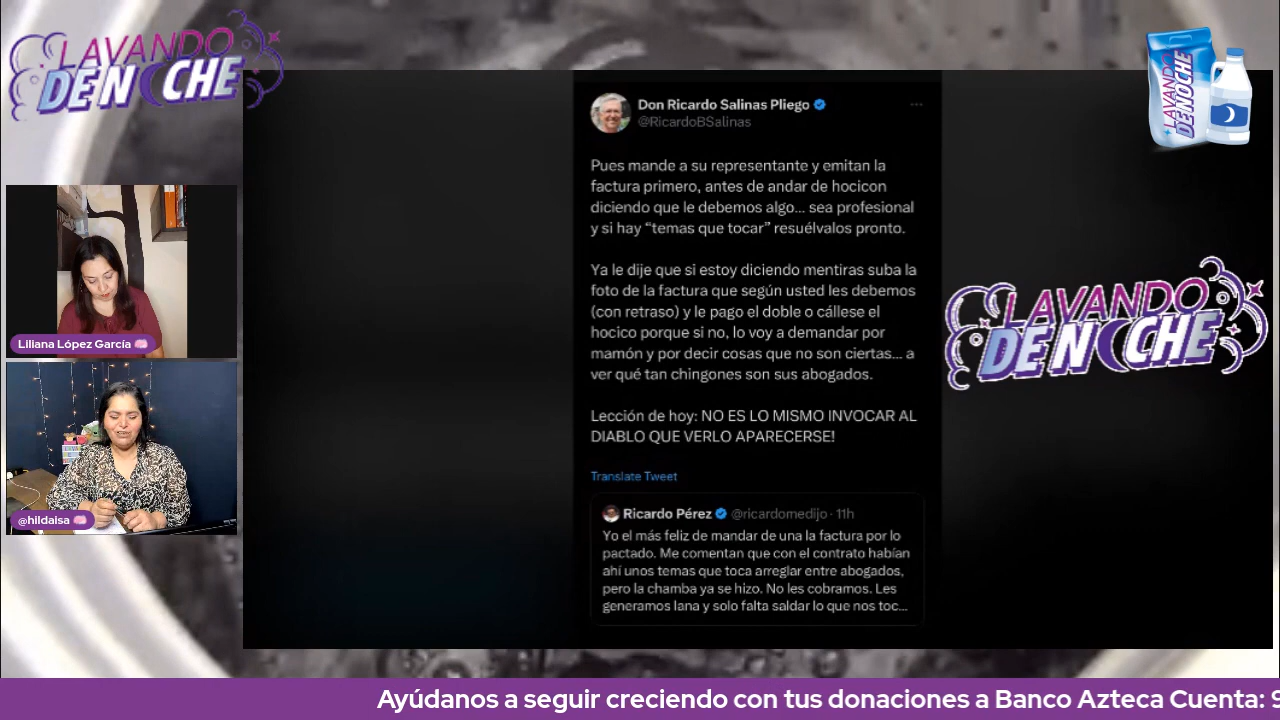 LAVANDO
DE NOCHE
LAVANDO
DE NOCHE
Don Ricardo Salinas Pliego
@RicardoBSalinas
Pues mande a su representante y emitan la
factura primero, antes de andar de hocicon
diciendo que le debemos algo... sea profesional
y si hay “temas que tocar” resuélvalos pronto.
Ya le dije que si estoy diciendo mentiras suba la
foto de la factura que según usted les debemos
(con retraso) y le pago el doble o cállese el
hocico porque si no, lo voy a demandar por
mamón y por decir cosas que no son ciertas... a
ver qué tan chingones son sus abogados.
Lección de hoy: NO ES LO MISMO INVOCAR AL
DIABLO QUE VERLO APARECERSE!
Translate Tweet
Ricardo Pérez @ricardomedijo · 11h
Yo el más feliz de mandar de una la factura por lo
pactado. Me comentan que con el contrato habían
ahí unos temas que toca arreglar entre abogados,
pero la chamba ya se hizo. No les cobramos. Les
generamos lana y solo falta saldar lo que nos toc...
Liliana López García
@hildaisa
LAVANDO
DE NOCHE
Ayúdanos a seguir creciendo con tus donaciones a Banco Azteca Cuenta: